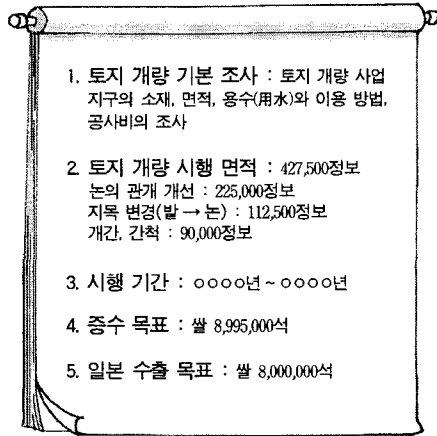 1. 토지 개량 기본 조사 : 토지 개량 사업
지구의 소재, 면적, 용수(用水)와 이용 방법,
공사비의 조사
2. 토지 개량 시행 면적 : 427,500정보
논의 관개 개선 : 225,000정보
지목 변경(밭 → 논) : 112,500정보
개간, 간척 : 90,000정보
3. 시행 기간 : ○○○○년 ~ ○○○○년
4. 증수 목표 : 쌀 8,995,000석
5. 일본 수출 목표 : 쌀 8,000,000석